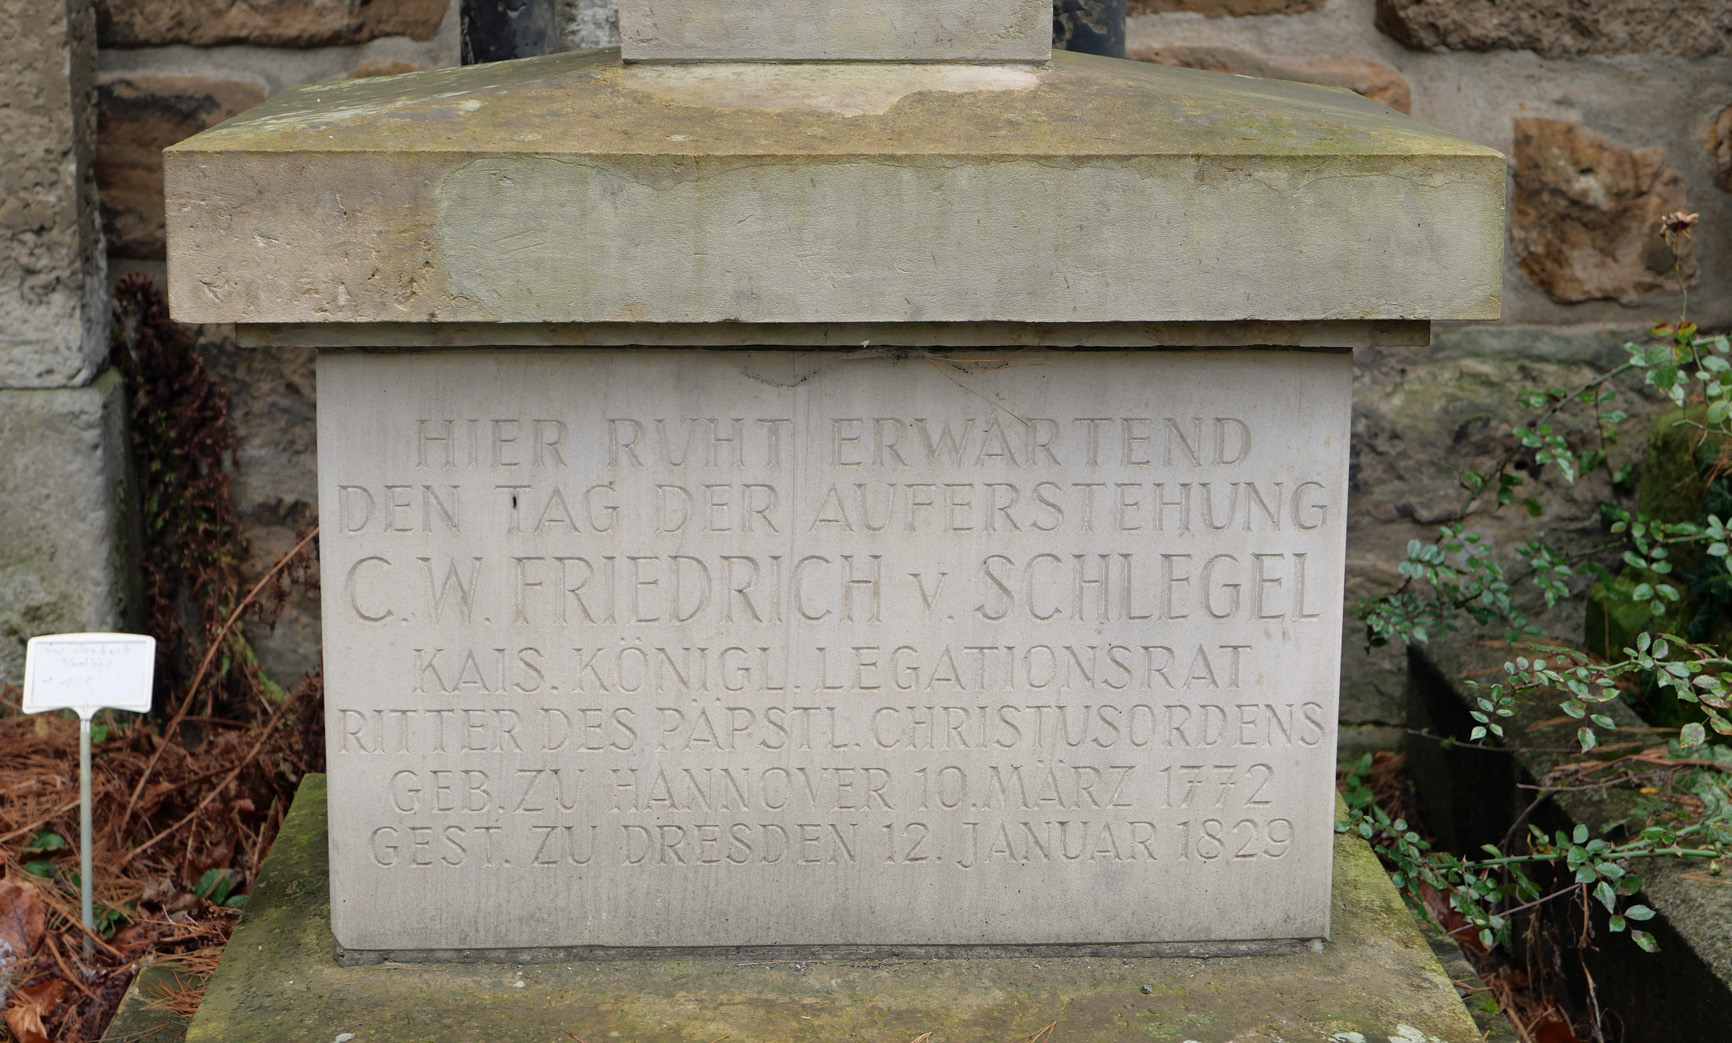 HIER RUHT ERWARTEND
DEN TAG DER AUFERSTEHUNG
C.W. FRIEDRICH v. SCHLEGEL
KAIS. KÖNIGL. LEGATIONSRAT
RITTER DES PÄPSTL. CHRISTUSORDENS
GEB. ZU HANNOVER 10. MÄRZ 1772
GEST. ZU DRESDEN 12. JANUAR 1829